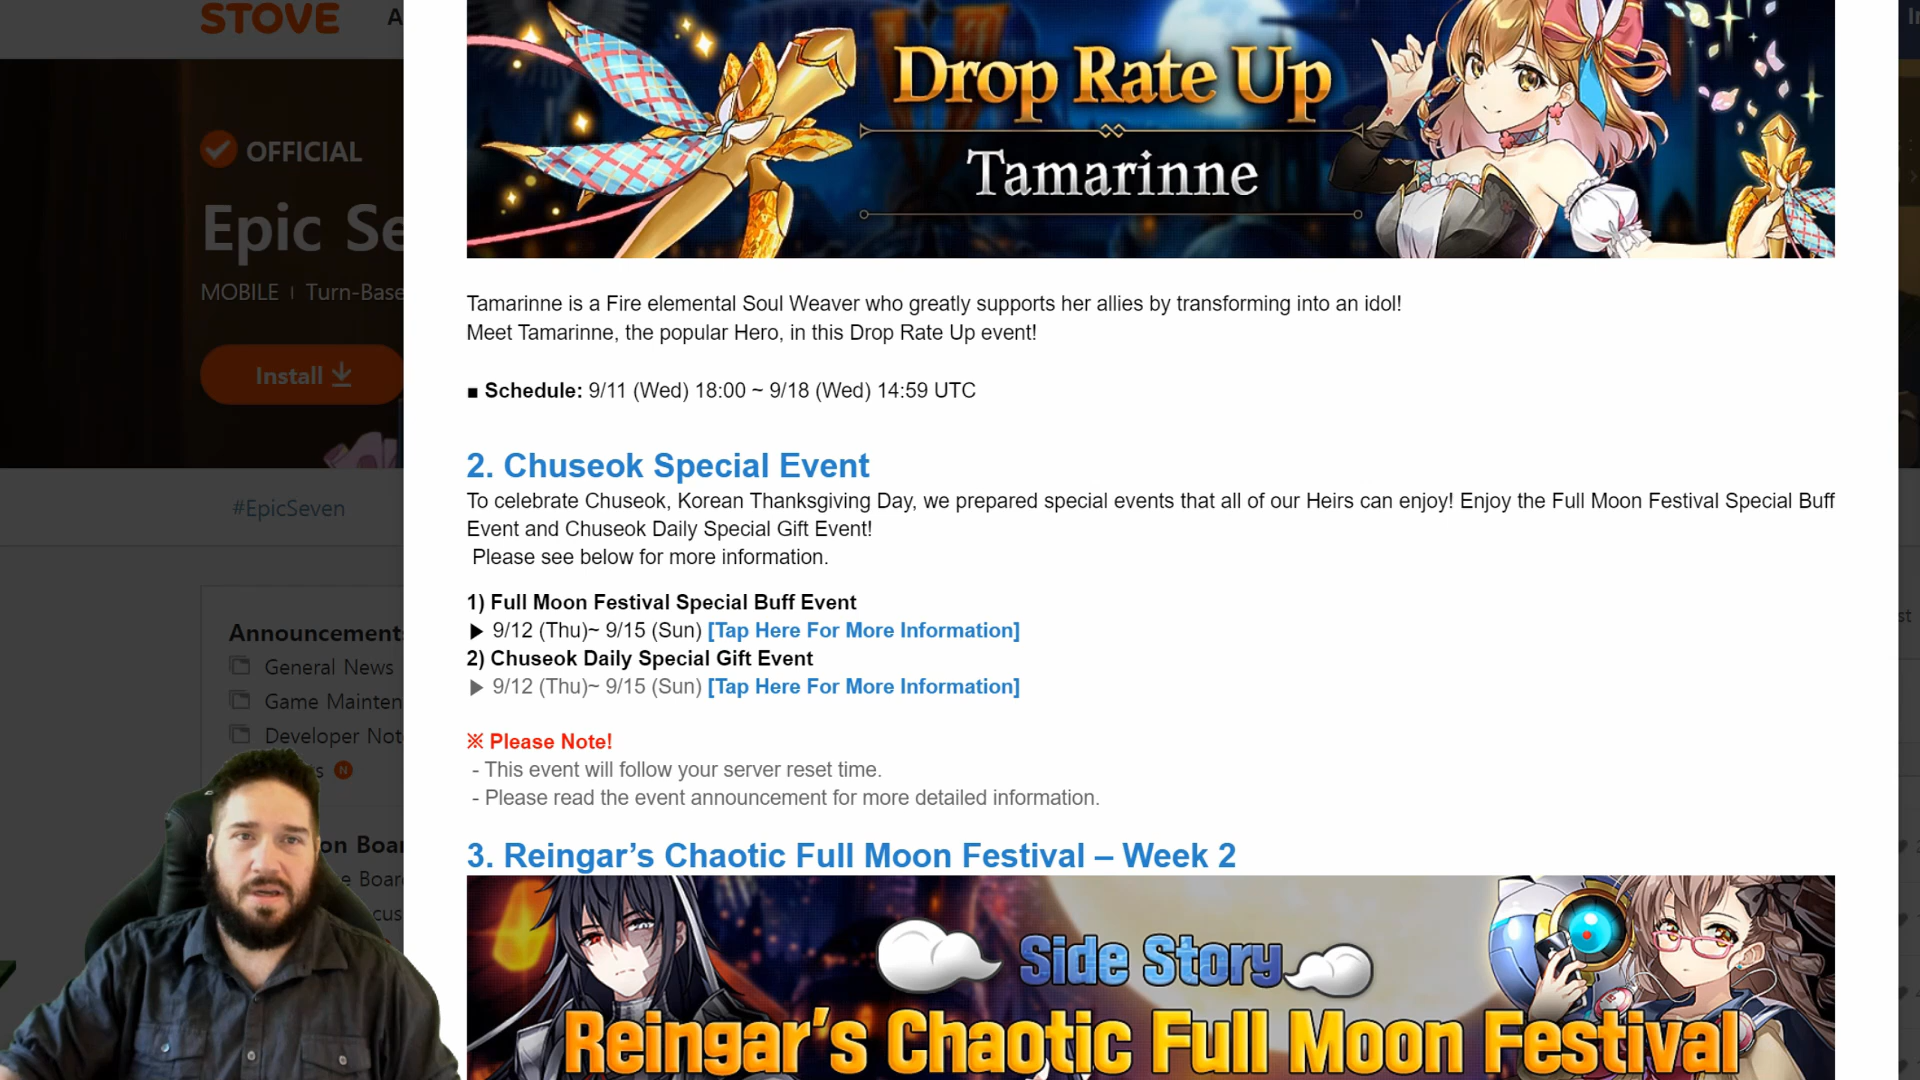 STOVE
A
In
Drop Rate Up
Tamarinne
OFFICIAL
Epic Se
MOBILE | Turn-Base
Install
#EpicSeven
Tamarinne is a Fire elemental Soul Weaver who greatly supports her allies by transforming into an idol!
Meet Tamarinne, the popular Hero, in this Drop Rate Up event!
■ Schedule: 9/11 (Wed) 18:00 ~ 9/18 (Wed) 14:59 UTC
2. Chuseok Special Event
To celebrate Chuseok, Korean Thanksgiving Day, we prepared special events that all of our Heirs can enjoy! Enjoy the Full Moon Festival Special Buff
Event and Chuseok Daily Special Gift Event!
Please see below for more information.
1) Full Moon Festival Special Buff Event
▶ 9/12 (Thu)~ 9/15 (Sun) [Tap Here For More Information]
2) Chuseok Daily Special Gift Event
▶ 9/12 (Thu)~ 9/15 (Sun) [Tap Here For More Information]
※ Please Note!
- This event will follow your server reset time.
- Please read the event announcement for more detailed information.
3. Reingar’s Chaotic Full Moon Festival – Week 2
Side Story
Reingar's Chaotic Full Moon Festival
Announcement
General News
Game Mainten
Developer Not
s N
on Boar
e Board
cus
st